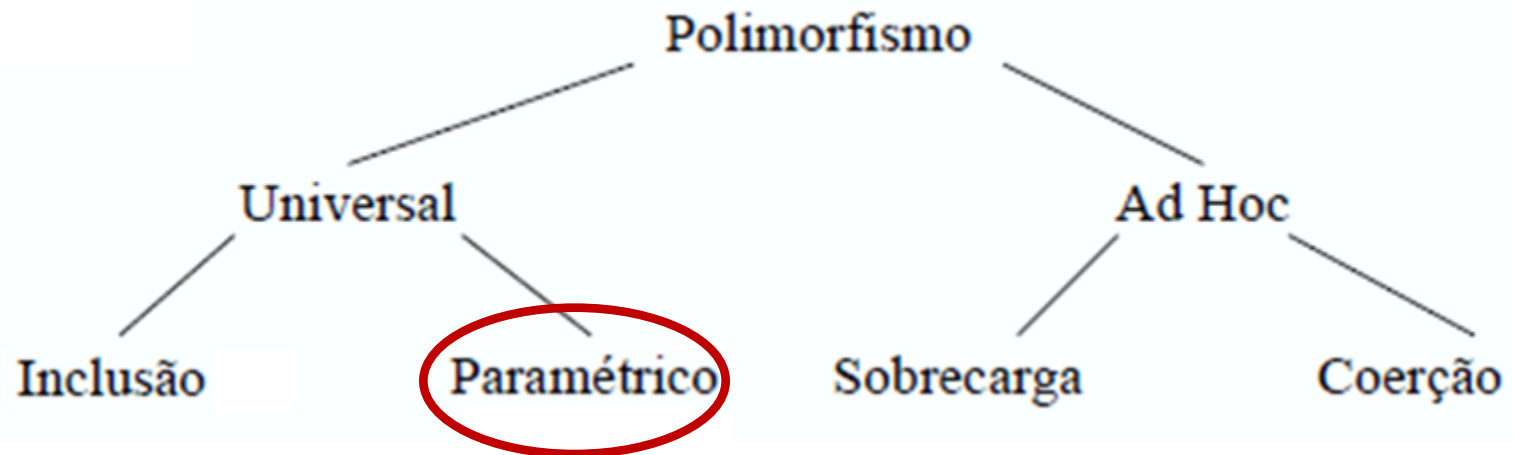 Polimorfismo
Universal Ad Hoc
Inclusão Paramétrico Sobrecarga Coerção